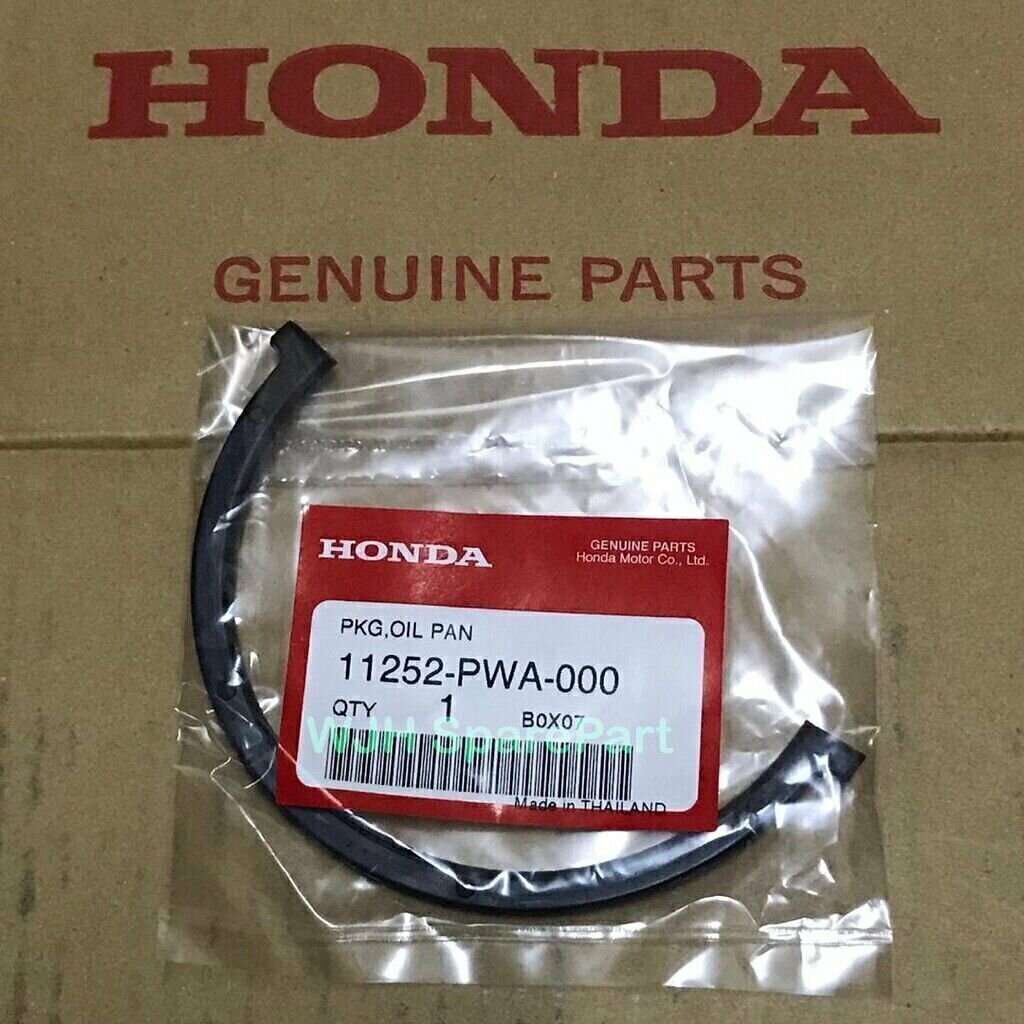 HONDA
GENUINE PARTS
HONDA
GENUINE PARTS
Honda Motor Co., Ltd.
PKG,OIL PAN
11252-PWA-000
QTY 1 B0X07
WJH SparePart
Made in THAILAND